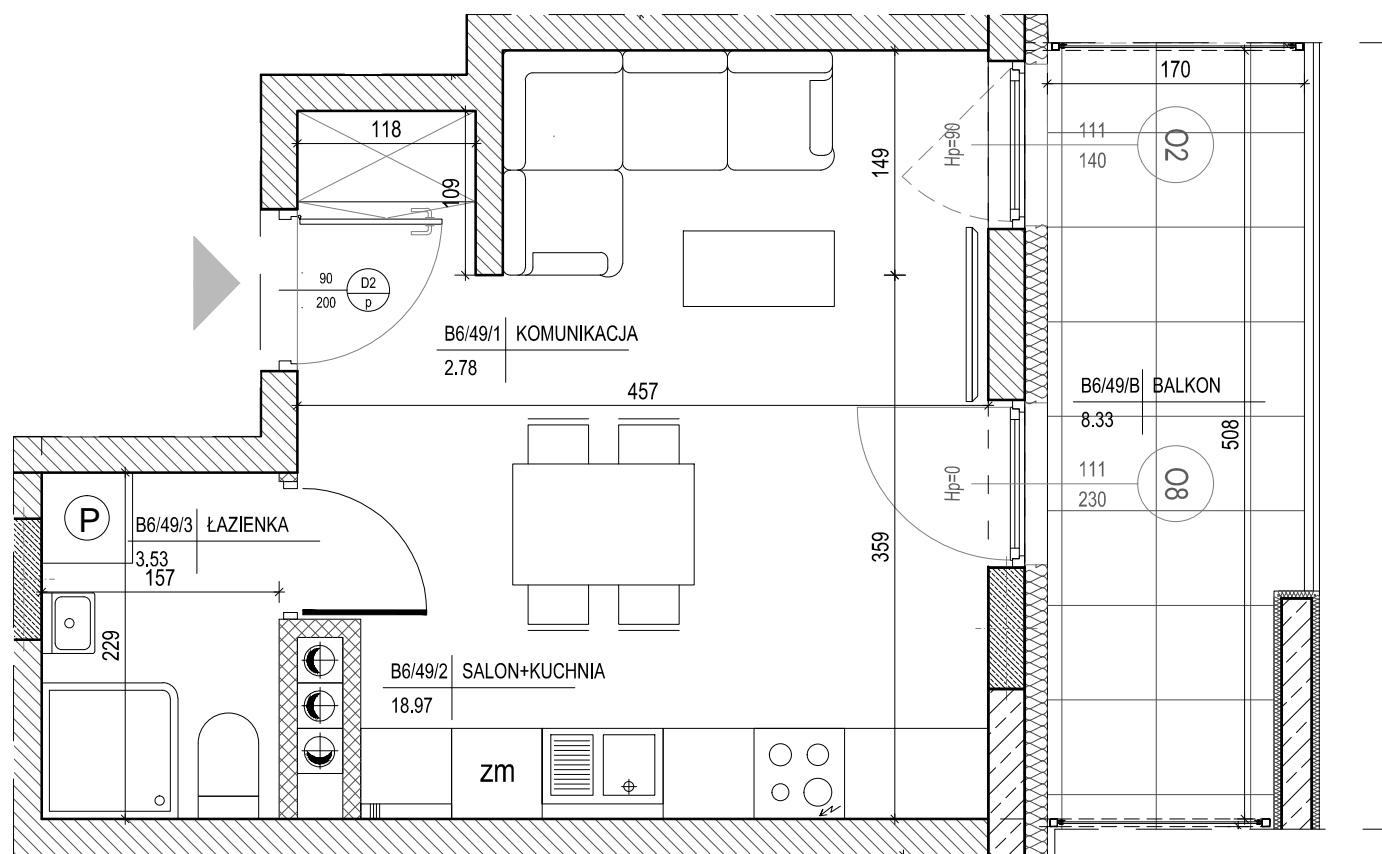 170
118
109
149
Hp=90
111
140
O2
90
200
D2
p
B6/49/1 KOMUNIKACJA
2.78
457
B6/49/B BALKON
8.33
508
Hp=0
111
230
O8
P
B6/49/3 ŁAZIENKA
3.53
157
229
359
B6/49/2 SALON+KUCHNIA
18.97
zm